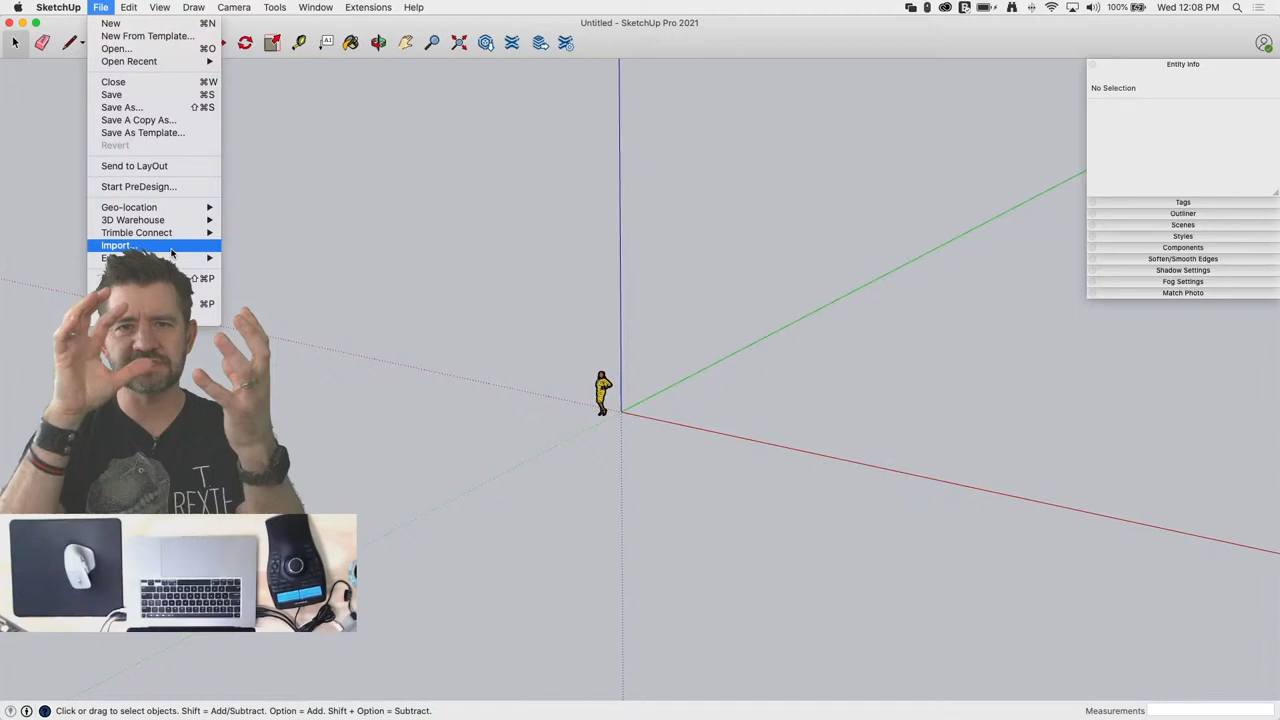 SketchUp File Edit View Draw Camera Tools Window Extensions Help
100% Wed 12:08 PM
Untitled - SketchUp Pro 2021
New ⌘N
New From Template...
Open... ⌘O
Open Recent
Close ⌘W
Save ⌘S
Save As... ⇧⌘S
Save A Copy As...
Save As Template...
Revert
Send to LayOut
Start PreDesign...
Geo-location
3D Warehouse
Trimble Connect
Import...
⇧⌘P
⌘P
Entity Info
No Selection
Tags
Outliner
Scenes
Styles
Components
Soften/Smooth Edges
Shadow Settings
Fog Settings
Match Photo
T.
Click or drag to select objects. Shift = Add/Subtract. Option = Add. Shift + Option = Subtract.
Measurements